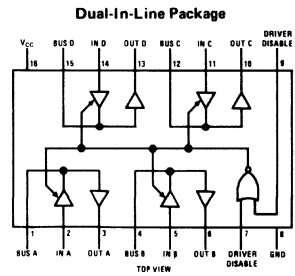 Dual-In-Line Package
VCC BUS D IN D OUT D BUS C IN C OUT C DRIVER DISABLE
16 15 14 13 12 11 10 9
1 2 3 4 5 6 7 8
BUS A IN A OUT A BUS B IN B OUT B DRIVER DISABLE GND
TOP VIEW